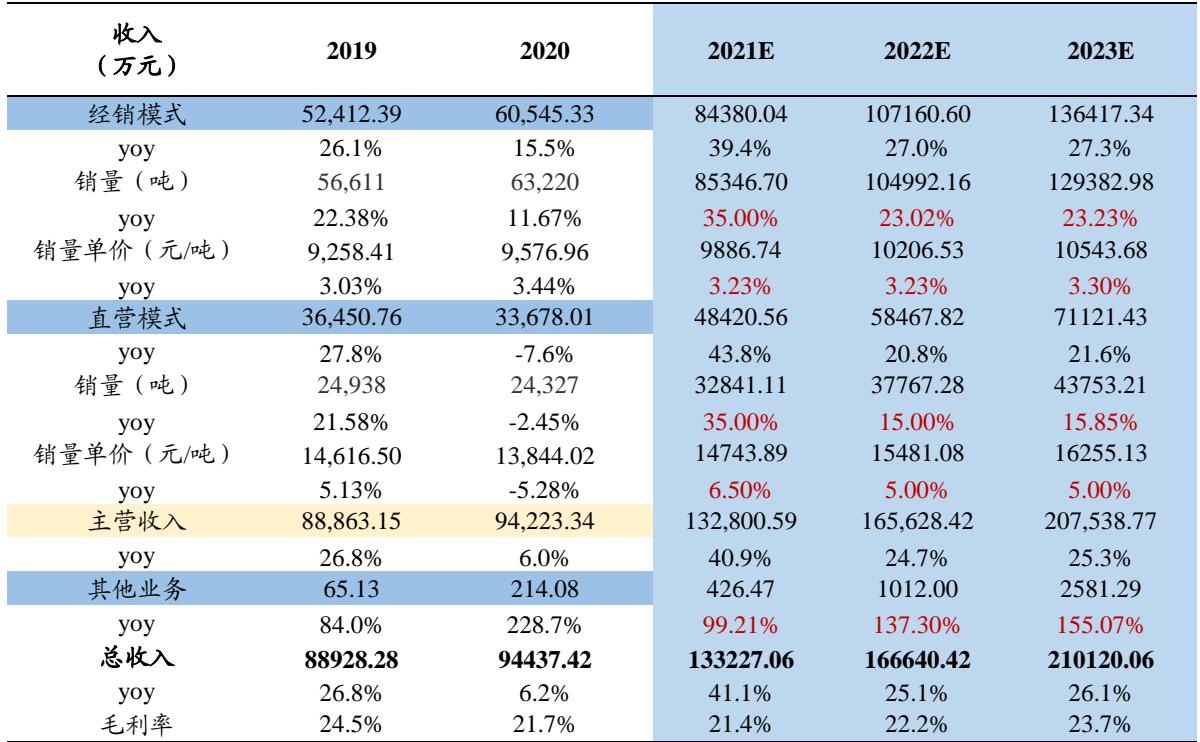 收入
（万元） 2019 2020 2021E 2022E 2023E
经销模式 52,412.39 60,545.33 84380.04 107160.60 136417.34
yoy 26.1% 15.5% 39.4% 27.0% 27.3%
销量（吨） 56,611 63,220 85346.70 104992.16 129382.98
yoy 22.38% 11.67% 35.00% 23.02% 23.23%
销量单价（元/吨） 9,258.41 9,576.96 9886.74 10206.53 10543.68
yoy 3.03% 3.44% 3.23% 3.23% 3.30%
直营模式 36,450.76 33,678.01 48420.56 58467.82 71121.43
yoy 27.8% -7.6% 43.8% 20.8% 21.6%
销量（吨） 24,938 24,327 32841.11 37767.28 43753.21
yoy 21.58% -2.45% 35.00% 15.00% 15.85%
销量单价（元/吨） 14,616.50 13,844.02 14743.89 15481.08 16255.13
yoy 5.13% -5.28% 6.50% 5.00% 5.00%
主营收入 88,863.15 94,223.34 132,800.59 165,628.42 207,538.77
yoy 26.8% 6.0% 40.9% 24.7% 25.3%
其他业务 65.13 214.08 426.47 1012.00 2581.29
yoy 84.0% 228.7% 99.21% 137.30% 155.07%
总收入 88928.28 94437.42 133227.06 166640.42 210120.06
yoy 26.8% 6.2% 41.1% 25.1% 26.1%
毛利率 24.5% 21.7% 21.4% 22.2% 23.7%